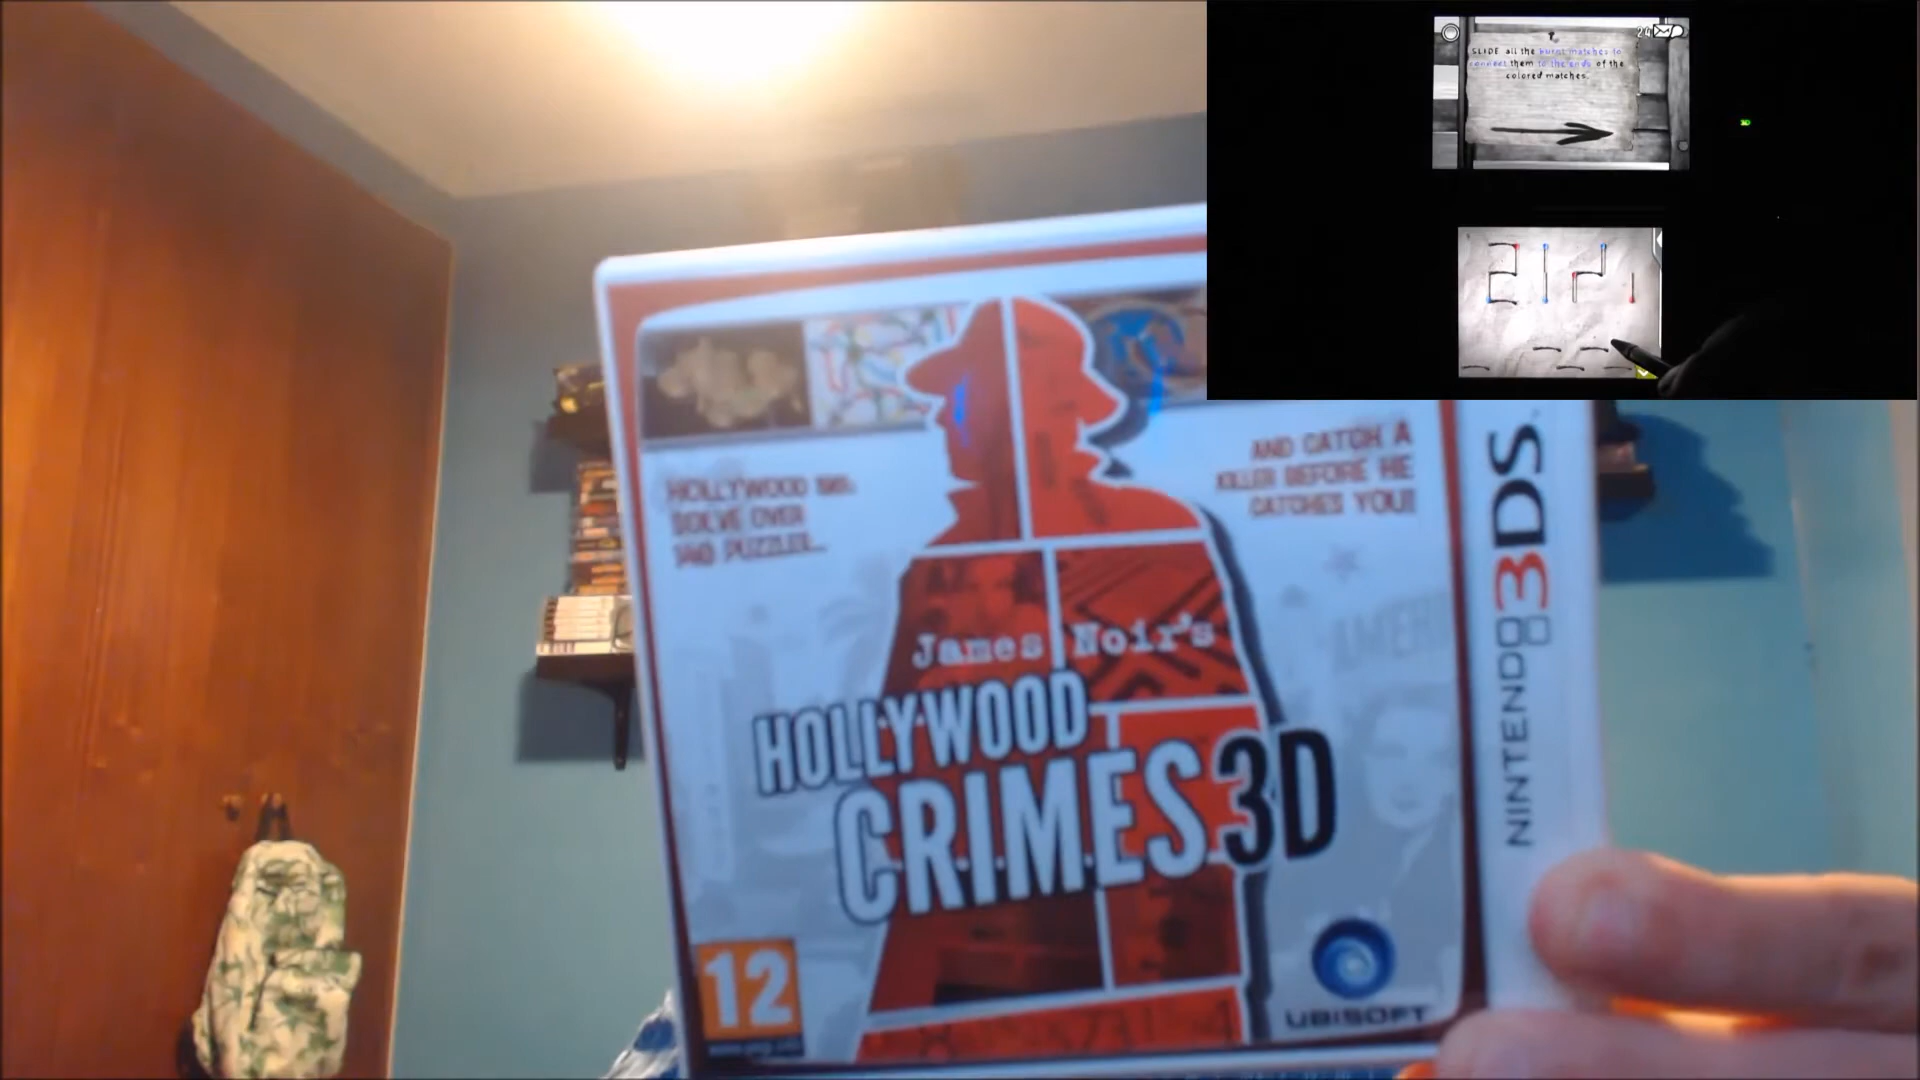 SLIDE all the burnt matches to
connect them to the ends of the
colored matches.
24
HOLLYWOOD
SOLVE OVER
140 PUZZLES...
AND CATCH A
KILLER BEFORE HE
CATCHES YOU!
James Noir's
HOLLYWOOD
CRIMES 3D
12
UBISOFT
NINTENDO 3DS